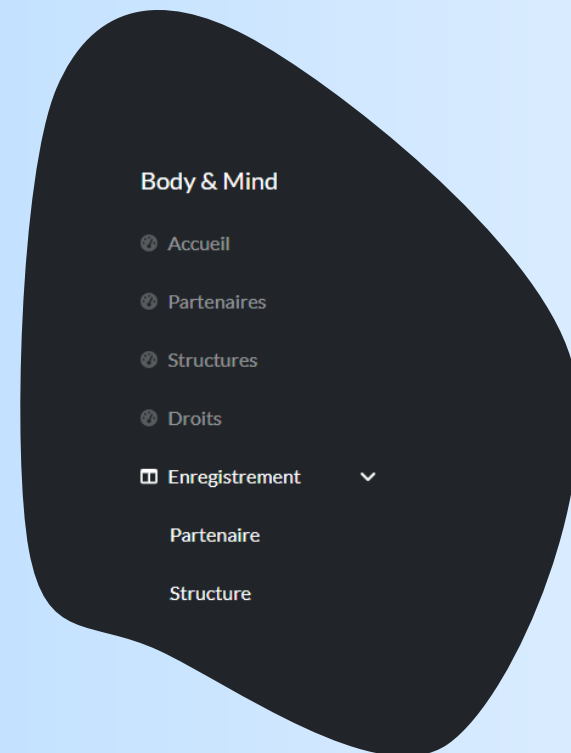 Body & Mind
Accueil
Partenaires
Structures
Droits
Enregistrement
Partenaire
Structure